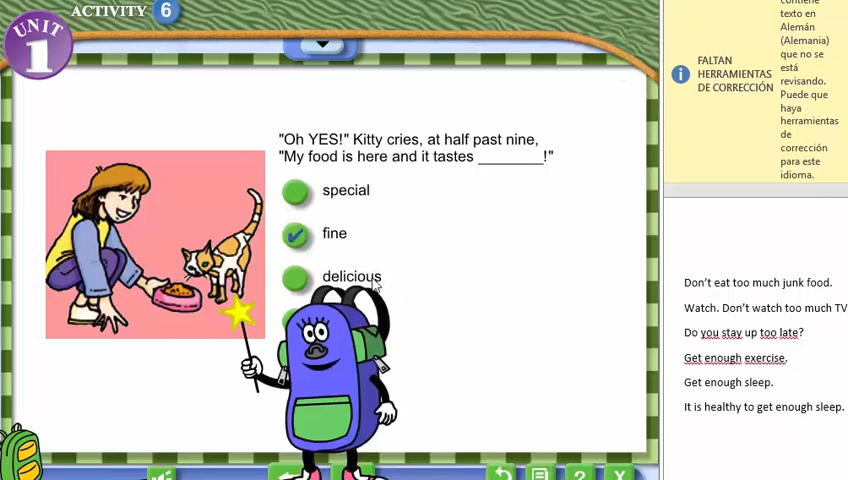 ACTIVITY 6
UNIT
1
"Oh YES!" Kitty cries, at half past nine,
"My food is here and it tastes ________!"
special
fine
delicious
contiene
texto en
Alemán
(Alemania)
que no se
está
revisando.
Puede que
haya
herramientas
de
corrección
para este
idioma.
FALTAN
HERRAMIENTAS
DE CORRECCIÓN
Don't eat too much junk food.
Watch. Don't watch too much TV
Do you stay up too late?
Get enough exercise.
Get enough sleep.
It is healthy to get enough sleep.
?
X